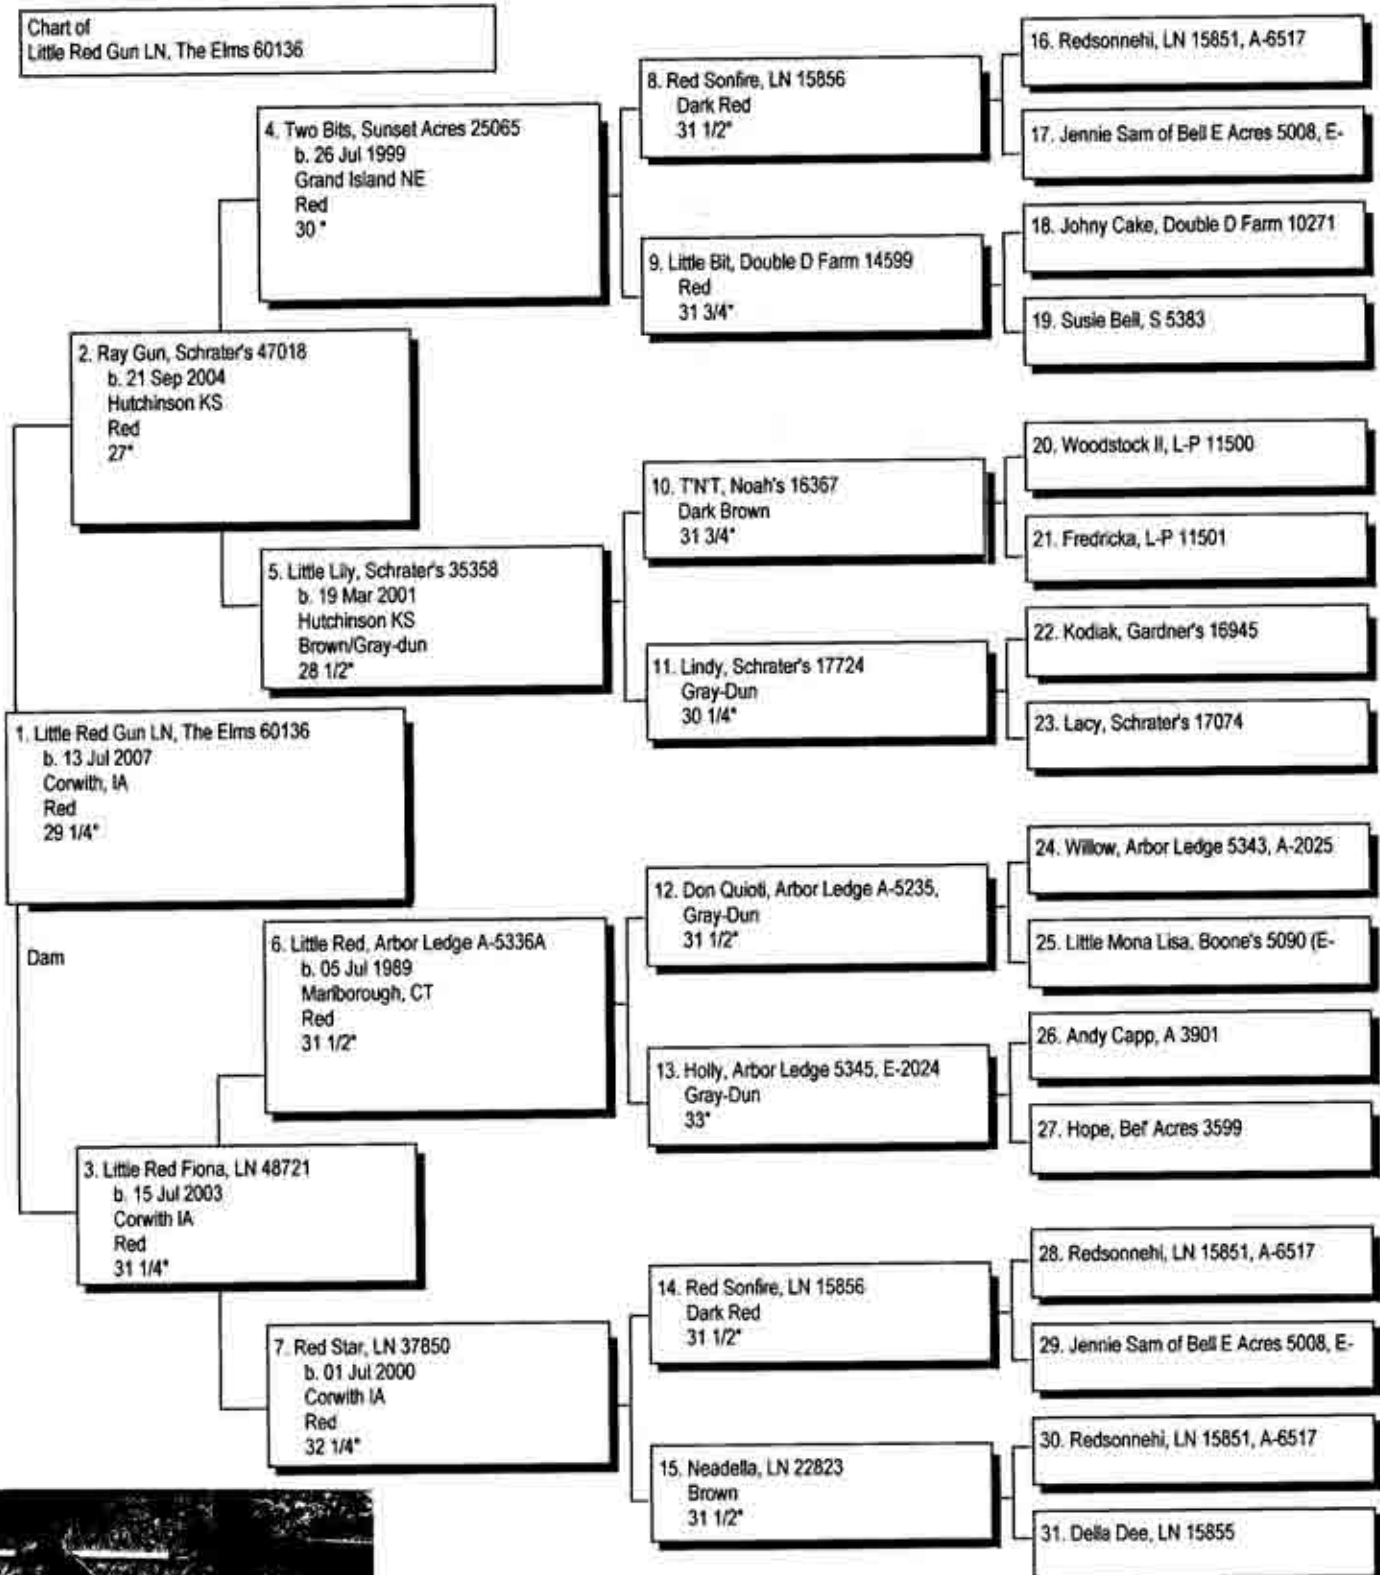 Chart of
Little Red Gun LN, The Elms 60136
1. Little Red Gun LN, The Elms 60136
b. 13 Jul 2007
Corwith, IA
Red
29 1/4"
Dam
2. Ray Gun, Schrater's 47018
b. 21 Sep 2004
Hutchinson KS
Red
27"
3. Little Red Fiona, LN 48721
b. 15 Jul 2003
Corwith IA
Red
31 1/4"
4. Two Bits, Sunset Acres 25065
b. 26 Jul 1999
Grand Island NE
Red
30 "
5. Little Lily, Schrater's 35358
b. 19 Mar 2001
Hutchinson KS
Brown/Gray-dun
28 1/2"
6. Little Red, Arbor Ledge A-5336A
b. 05 Jul 1989
Marlborough, CT
Red
31 1/2"
7. Red Star, LN 37850
b. 01 Jul 2000
Corwith IA
Red
32 1/4"
8. Red Sonfire, LN 15856
Dark Red
31 1/2"
9. Little Bit, Double D Farm 14599
Red
31 3/4"
10. T'N'T, Noah's 16367
Dark Brown
31 3/4"
11. Lindy, Schrater's 17724
Gray-Dun
30 1/4"
12. Don Quioti, Arbor Ledge A-5235,
Gray-Dun
31 1/2"
13. Holly, Arbor Ledge 5345, E-2024
Gray-Dun
33"
14. Red Sonfire, LN 15856
Dark Red
31 1/2"
15. Neadella, LN 22823
Brown
31 1/2"
16. Redsonnehi, LN 15851, A-6517
17. Jennie Sam of Bell E Acres 5008, E-
18. Johny Cake, Double D Farm 10271
19. Susie Bell, S 5383
20. Woodstock II, L-P 11500
21. Fredricka, L-P 11501
22. Kodiak, Gardner's 16945
23. Lacy, Schrater's 17074
24. Willow, Arbor Ledge 5343, A-2025
25. Little Mona Lisa, Boone's 5090 (E-
26. Andy Capp, A 3901
27. Hope, Bel' Acres 3599
28. Redsonnehi, LN 15851, A-6517
29. Jennie Sam of Bell E Acres 5008, E-
30. Redsonnehi, LN 15851, A-6517
31. Della Dee, LN 15855